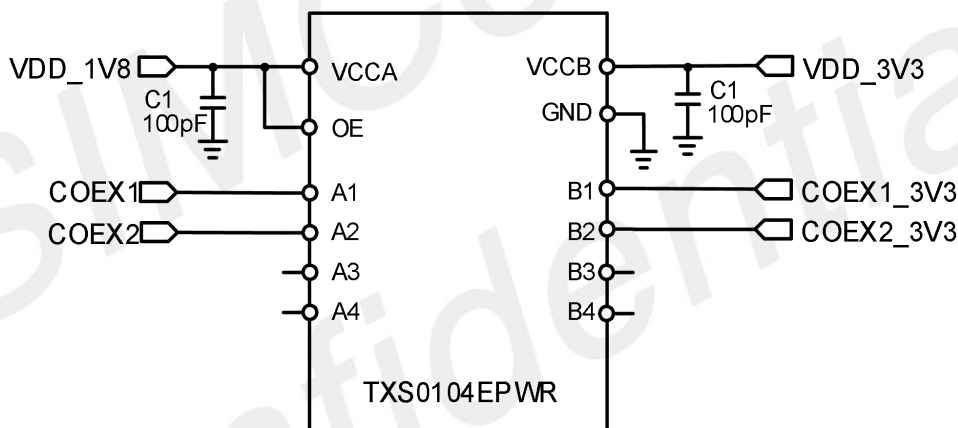 VDD_1V8
VCCA
VCCB
VDD_3V3
C1
100pF
OE
GND
C1
100pF
COEX1
A1
B1
COEX1_3V3
COEX2
A2
B2
COEX2_3V3
A3
B3
A4
B4
TXS0104EPWR